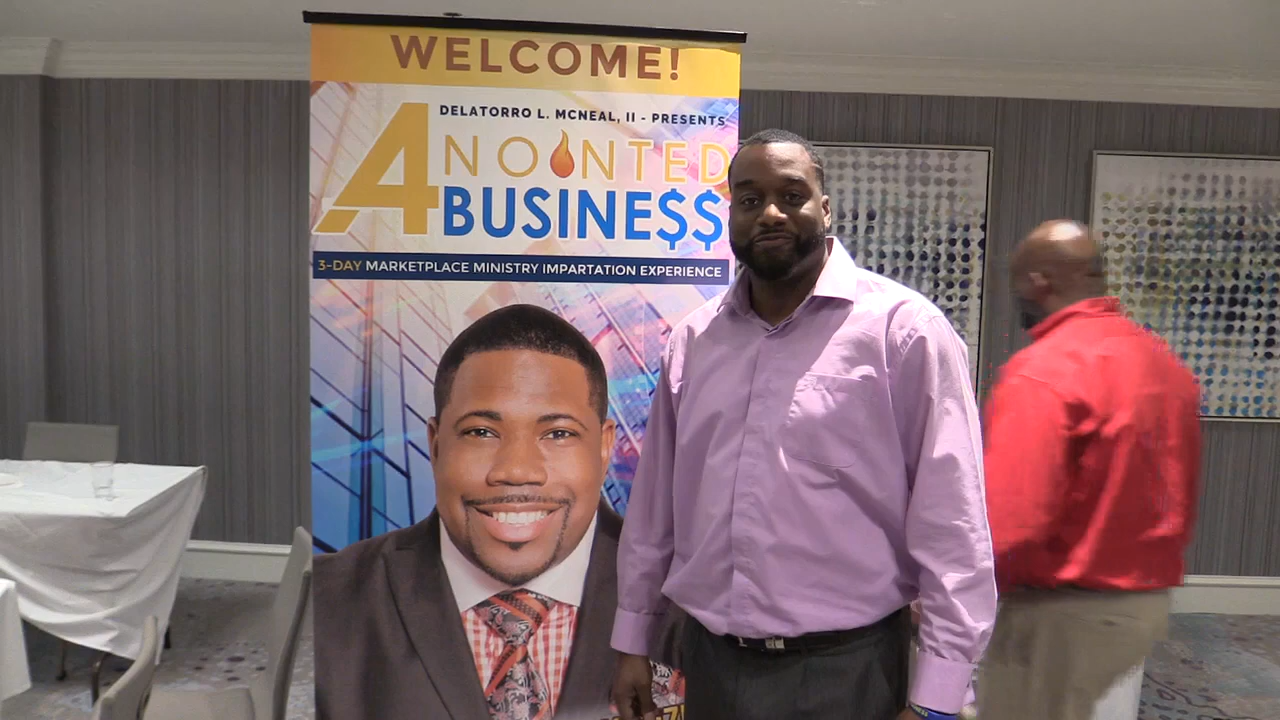 WELCOME!
DELATORRO L. MCNEAL, II - PRESENTS
ANOINTED
BUSINE$$
3-DAY MARKETPLACE MINISTRY IMPARTATION EXPERIENCE